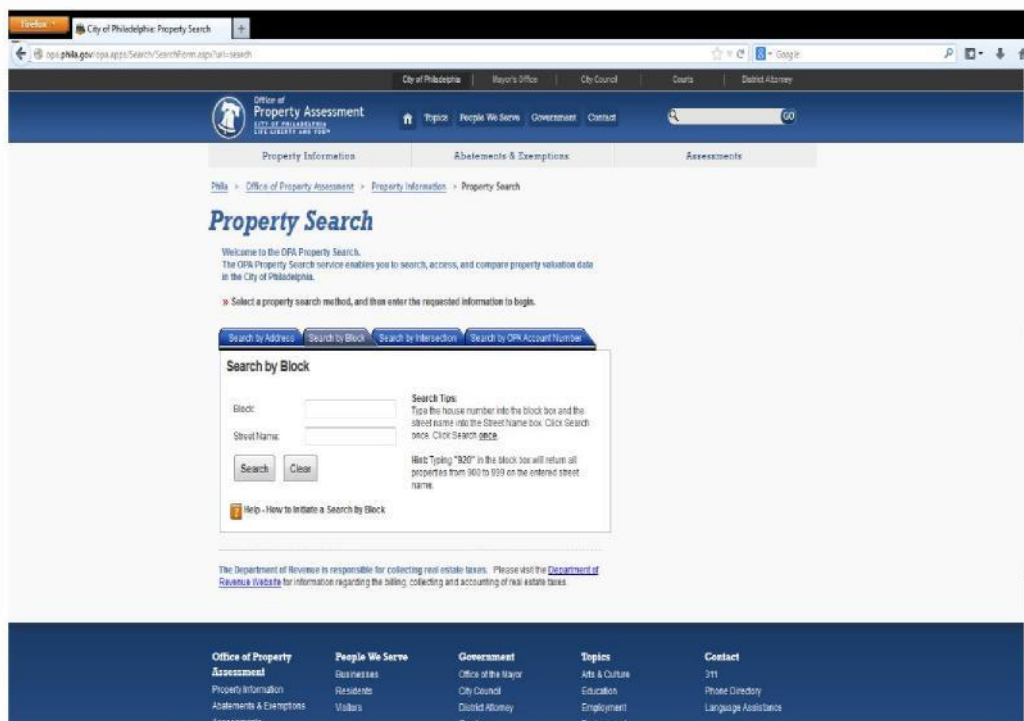 Firefox
City of Philadelphia: Property Search
opa.phila.gov/opa.apps/Search/SearchForm.aspx?url=search
Google
City of Philadelphia | Mayor's Office | City Council | Courts | District Attorney
Office of
Property Assessment
CITY OF PHILADELPHIA
LIFE LIBERTY AND YOU™
Topics People We Serve Government Contact
GO
Property Information Abatements & Exemptions Assessments
Phila > Office of Property Assessment > Property Information > Property Search
Property Search
Welcome to the OPA Property Search.
The OPA Property Search service enables you to search, access, and compare property valuation data
in the City of Philadelphia.
» Select a property search method, and then enter the requested information to begin.
Search by Address Search by Block Search by Intersection Search by OPA Account Number
Search by Block
Block:
Street Name:
Search Clear
Search Tips:
Type the house number into the block box and the
street name into the Street Name box. Click Search
once. Click Search once.
Hint: Typing "920" in the block box will return all
properties from 900 to 999 on the entered street
name.
Help - How to Initiate a Search by Block
The Department of Revenue is responsible for collecting real estate taxes. Please visit the Department of
Revenue Website for information regarding the billing, collecting and accounting of real estate taxes.
Office of Property
Assessment
Property Information
Abatements & Exemptions
People We Serve
Businesses
Residents
Visitors
Government
Office of the Mayor
City Council
District Attorney
Topics
Arts & Culture
Education
Employment
Contact
311
Phone Directory
Language Assistance